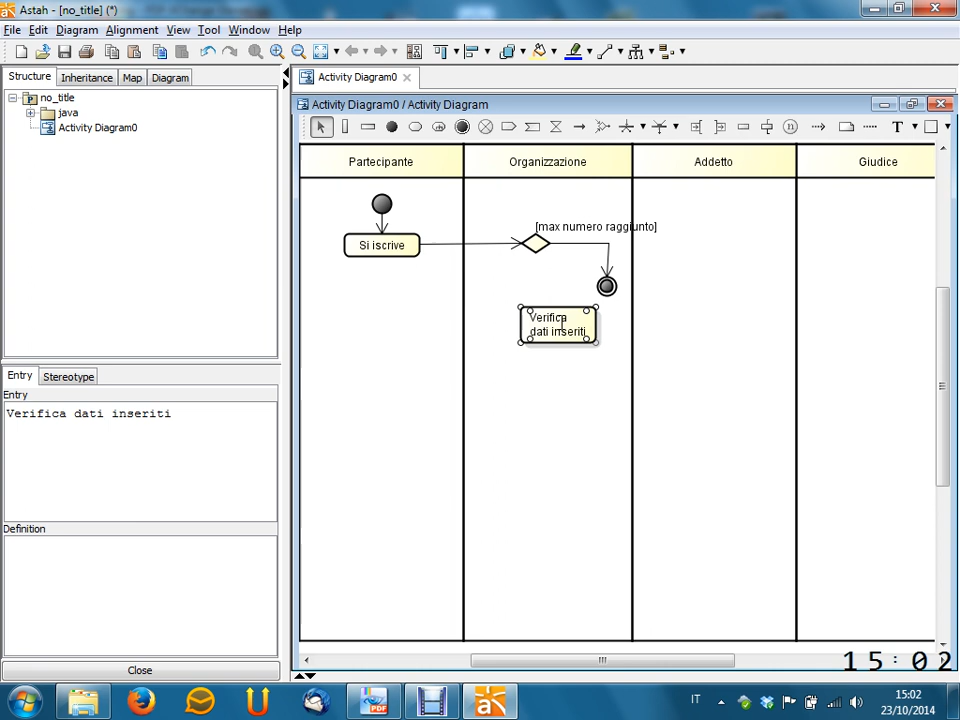 Astah - [no_title] (*)
File Edit Diagram Alignment View Tool Window Help
Structure Inheritance Map Diagram
no_title
java
Activity Diagram0
Activity Diagram0
Activity Diagram0 / Activity Diagram
Partecipante Organizzazione Addetto Giudice
[max numero raggiunto]
Si iscrive
Verifica
dati inseriti
Entry Stereotype
Entry
Verifica dati inseriti
Definition
Close
15:02
IT
15:02
23/10/2014